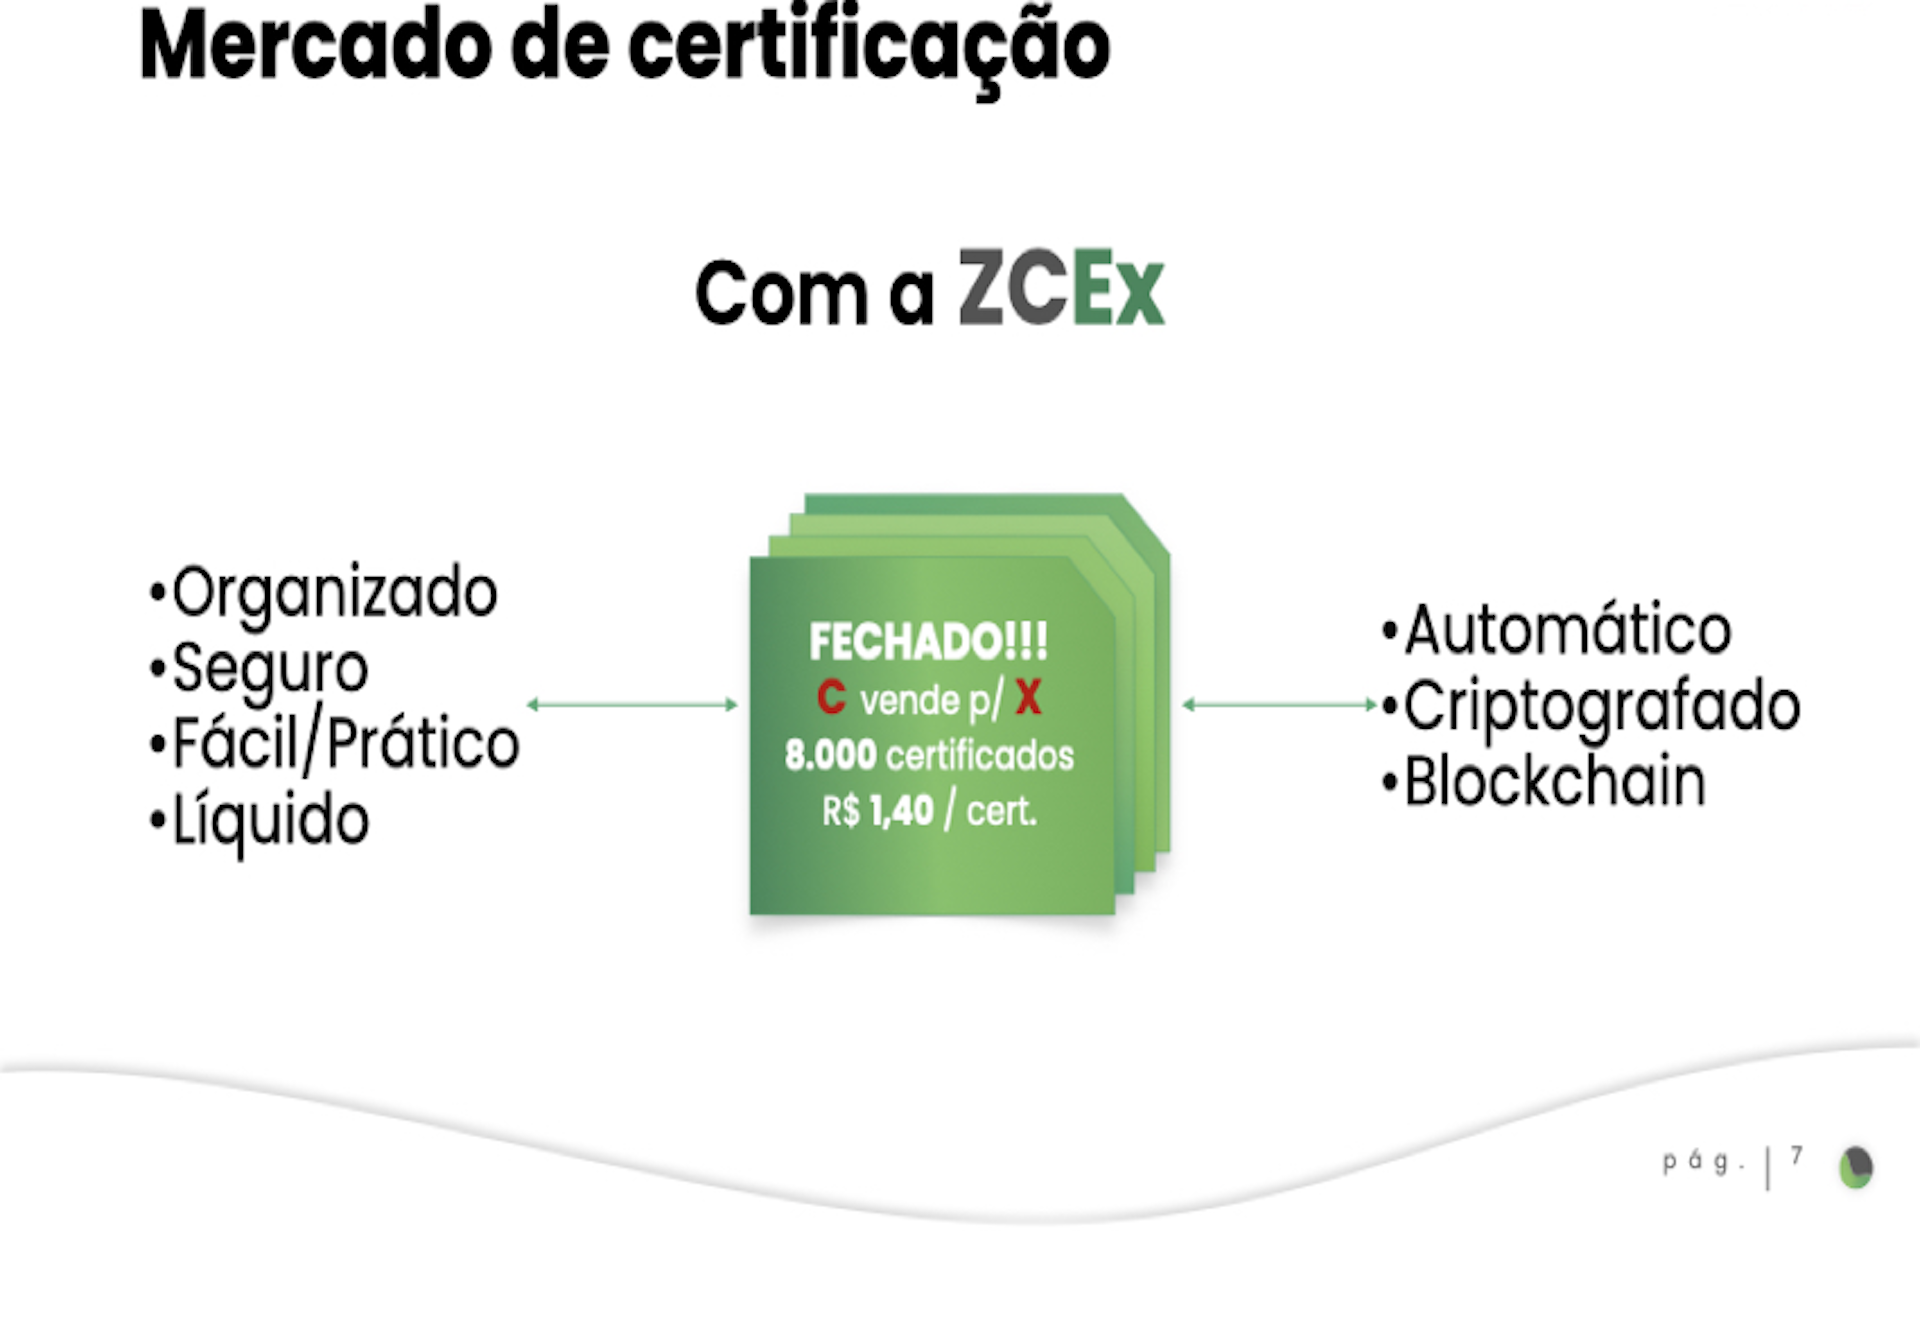 Mercado de certificação
Com a ZCEx
•Organizado
•Seguro
•Fácil/Prático
•Líquido
FECHADO!!!
C vende p/ X
8.000 certificados
R$ 1,40 / cert.
•Automático
•Criptografado
•Blockchain
pág. | 7